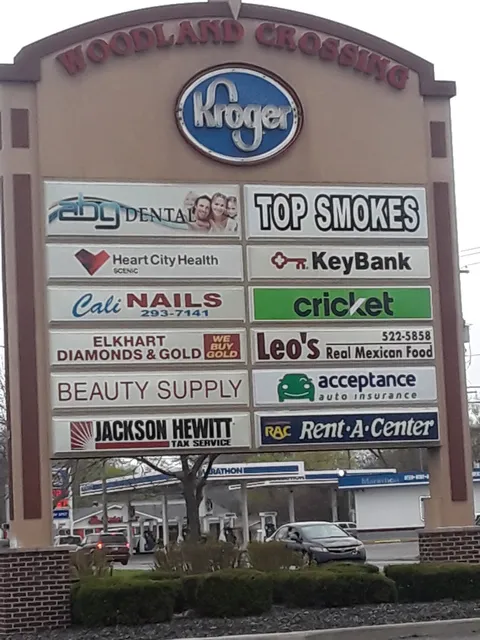 WOODLAND CROSSING
Kroger
abg DENTAL
TOP SMOKES
Heart City Health
SCENIC
KeyBank
Cali NAILS
293-7141
cricket
ELKHART
DIAMONDS & GOLD
WE
BUY
GOLD
Leo's
522-5858
Real Mexican Food
BEAUTY SUPPLY
acceptance
auto insurance
JACKSON HEWITT
TAX SERVICE
RAC Rent-A-Center
MARATHON